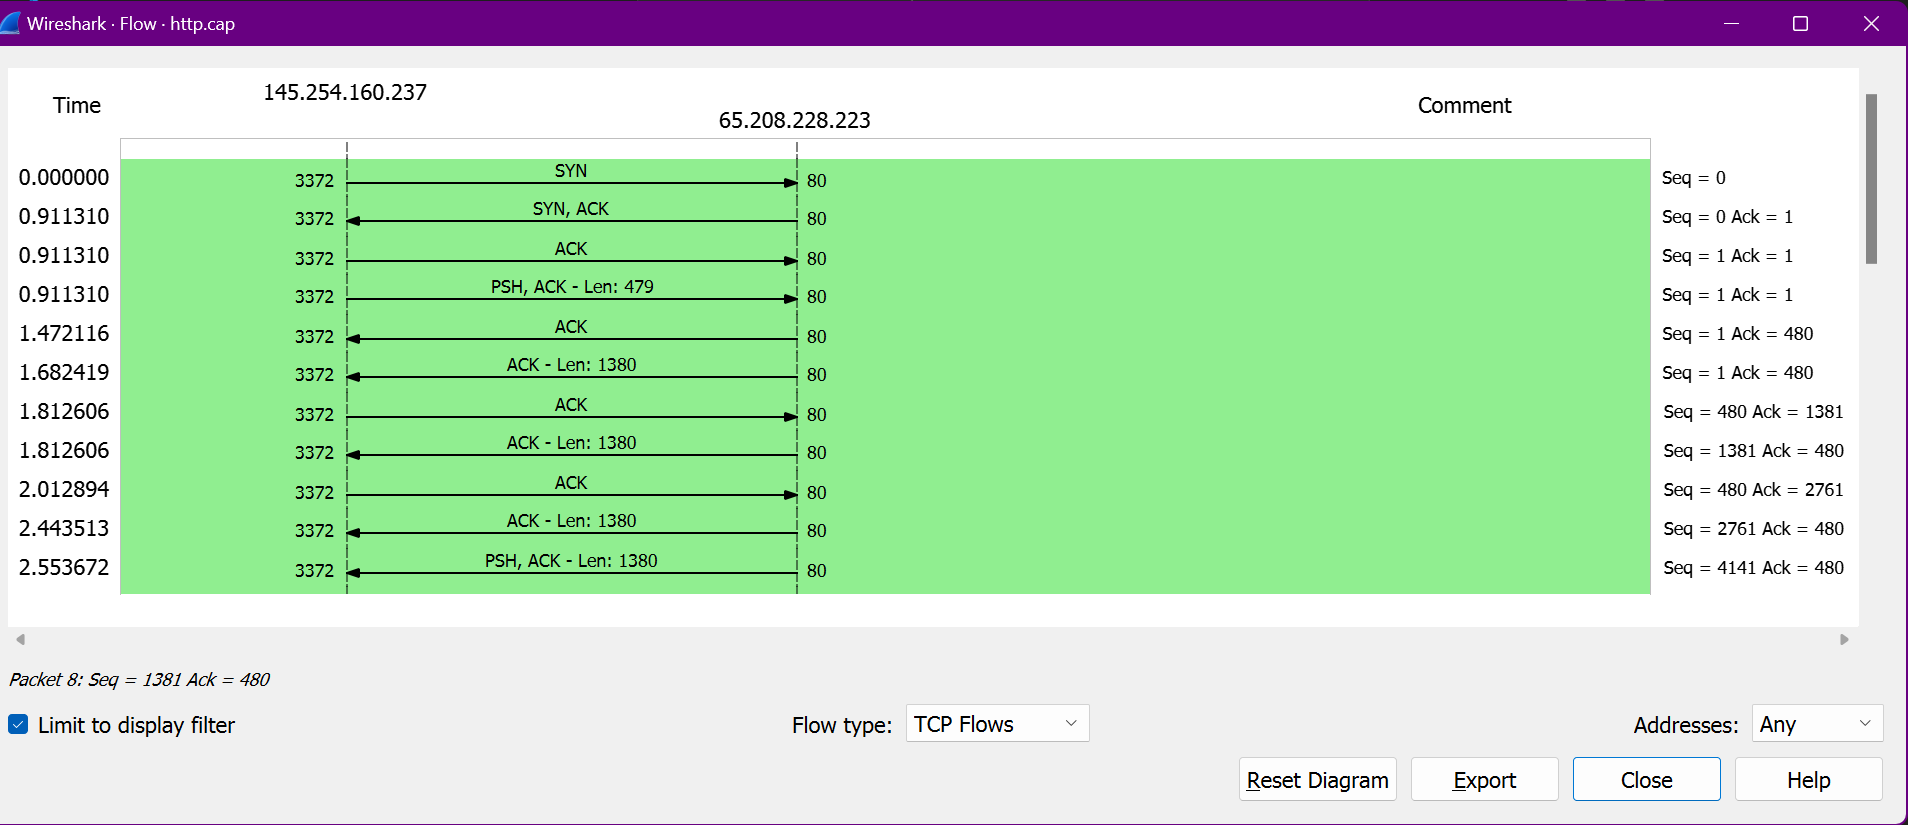 Wireshark · Flow · http.cap
145.254.160.237
Time
Comment
65.208.228.223
0.000000 3372 SYN 80 Seq = 0
0.911310 3372 SYN, ACK 80 Seq = 0 Ack = 1
0.911310 3372 ACK 80 Seq = 1 Ack = 1
0.911310 3372 PSH, ACK - Len: 479 80 Seq = 1 Ack = 1
1.472116 3372 ACK 80 Seq = 1 Ack = 480
1.682419 3372 ACK - Len: 1380 80 Seq = 1 Ack = 480
1.812606 3372 ACK 80 Seq = 480 Ack = 1381
1.812606 3372 ACK - Len: 1380 80 Seq = 1381 Ack = 480
2.012894 3372 ACK 80 Seq = 480 Ack = 2761
2.443513 3372 ACK - Len: 1380 80 Seq = 2761 Ack = 480
2.553672 3372 PSH, ACK - Len: 1380 80 Seq = 4141 Ack = 480
Packet 8: Seq = 1381 Ack = 480
Limit to display filter
Flow type: TCP Flows
Addresses: Any
Reset Diagram
Export
Close
Help